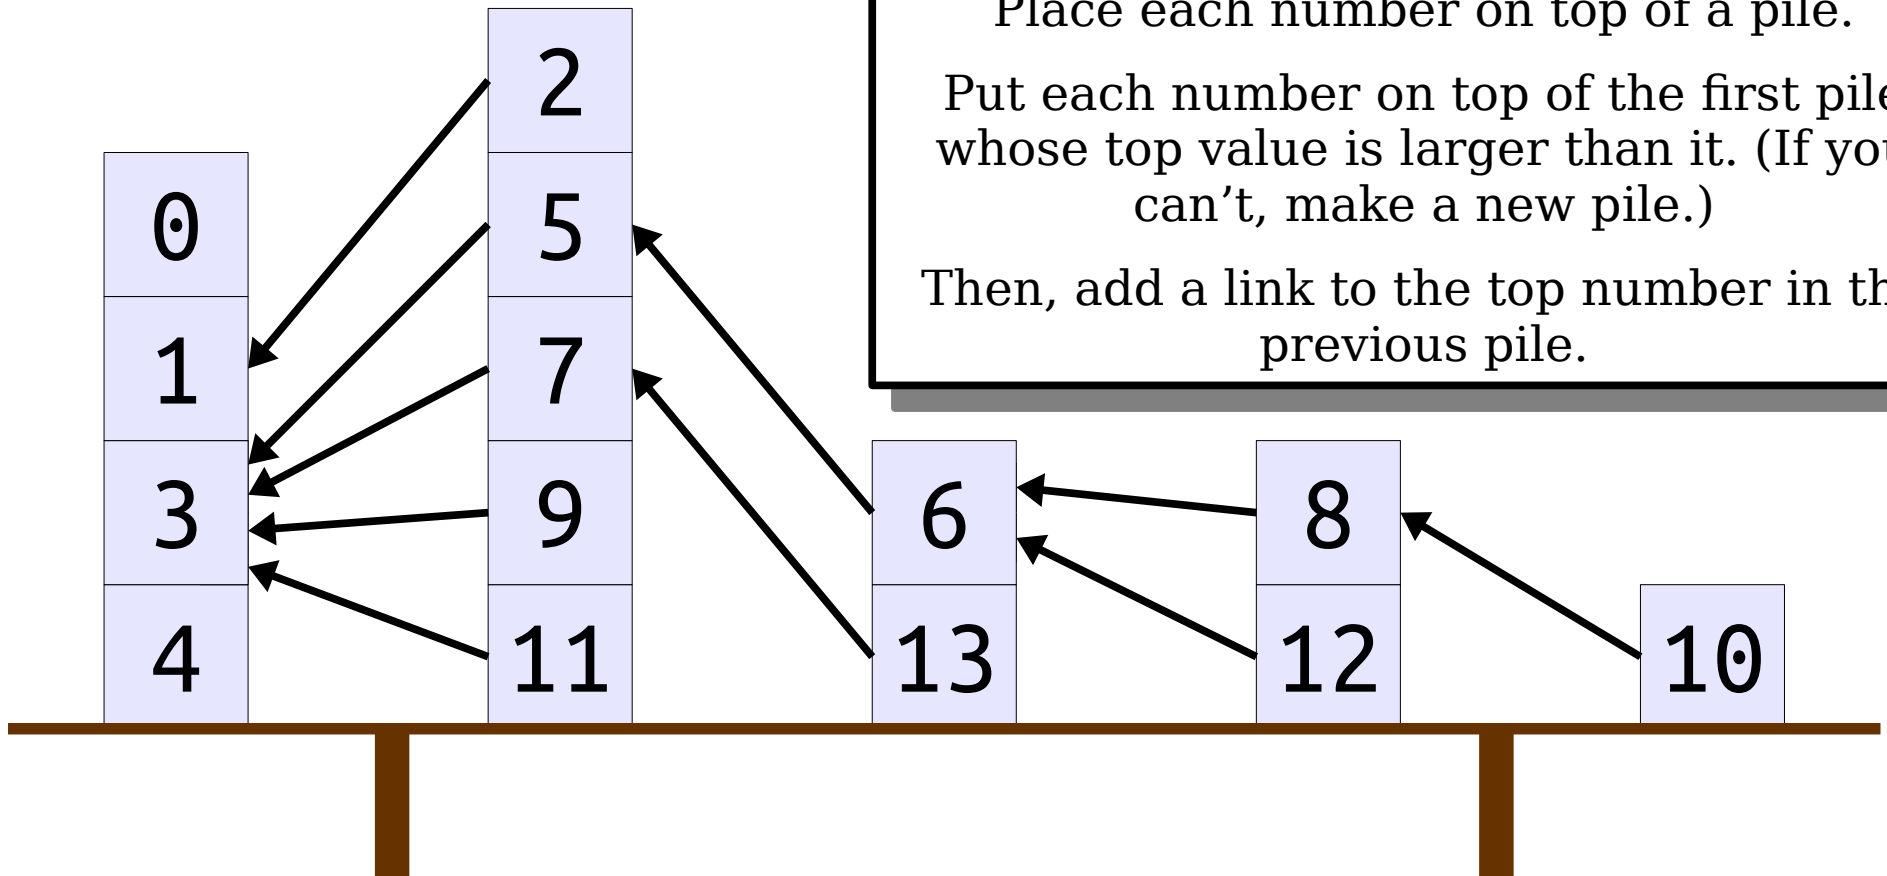 Place each number on top of a pile.
Put each number on top of the first pile
whose top value is larger than it. (If you
can’t, make a new pile.)
Then, add a link to the top number in
previous pile.
2
0 5
1 7
3 9 6 8
4 11 13 12 10